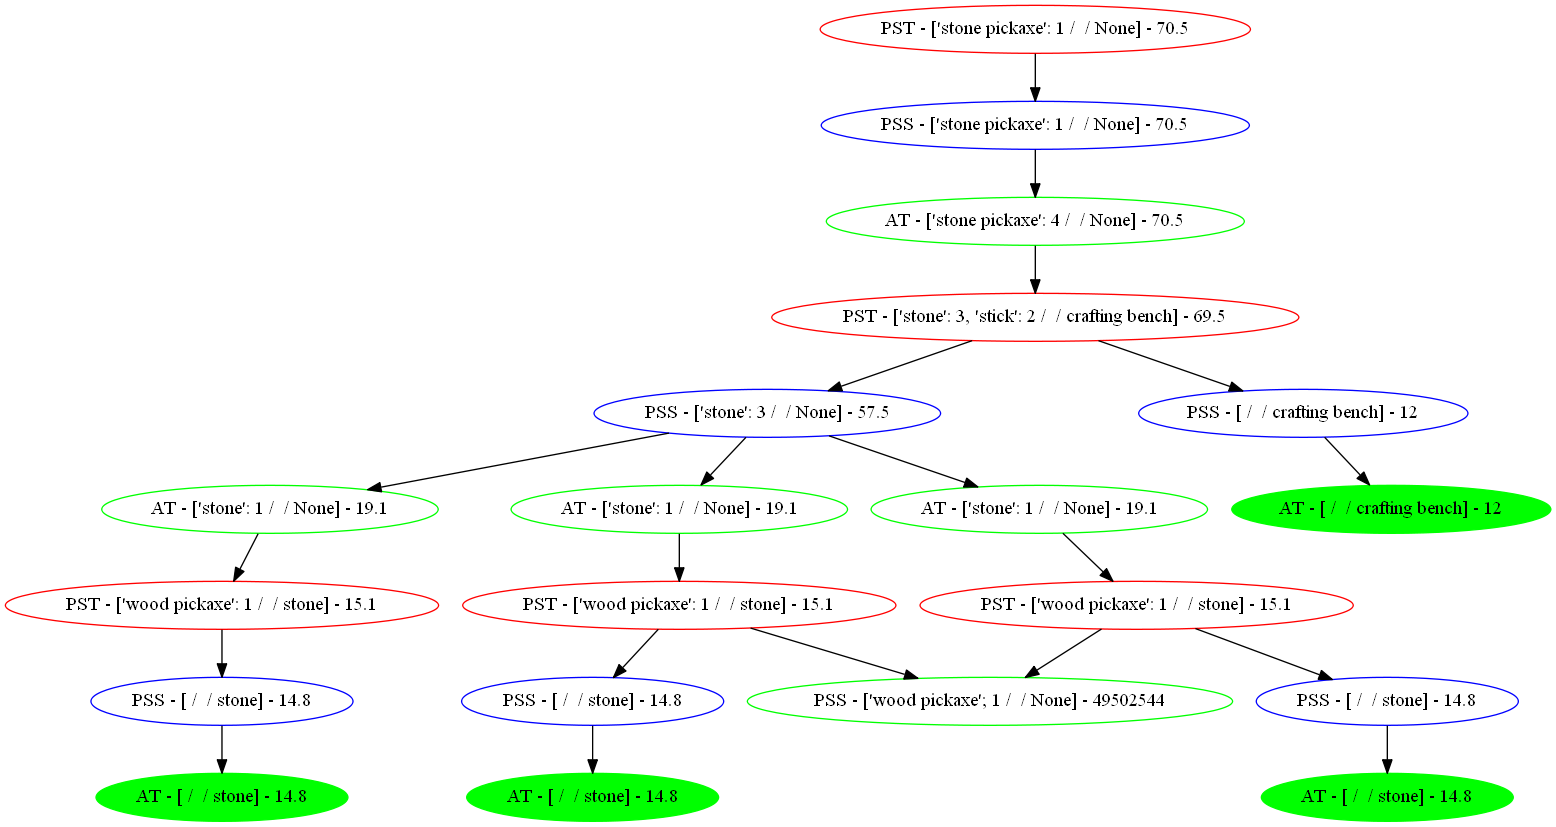 PST - ['stone pickaxe': 1 /  / None] - 70.5
PSS - ['stone pickaxe': 1 /  / None] - 70.5
AT - ['stone pickaxe': 4 /  / None] - 70.5
PST - ['stone': 3, 'stick': 2 /  / crafting bench] - 69.5
PSS - ['stone': 3 /  / None] - 57.5
PSS - [ /  / crafting bench] - 12
AT - ['stone': 1 /  / None] - 19.1
AT - ['stone': 1 /  / None] - 19.1
AT - ['stone': 1 /  / None] - 19.1
AT - [ /  / crafting bench] - 12
PST - ['wood pickaxe': 1 /  / stone] - 15.1
PST - ['wood pickaxe': 1 /  / stone] - 15.1
PST - ['wood pickaxe': 1 /  / stone] - 15.1
PSS - [ /  / stone] - 14.8
PSS - [ /  / stone] - 14.8
PSS - ['wood pickaxe'; 1 /  / None] - 49502544
PSS - [ /  / stone] - 14.8
AT - [ /  / stone] - 14.8
AT - [ /  / stone] - 14.8
AT - [ /  / stone] - 14.8